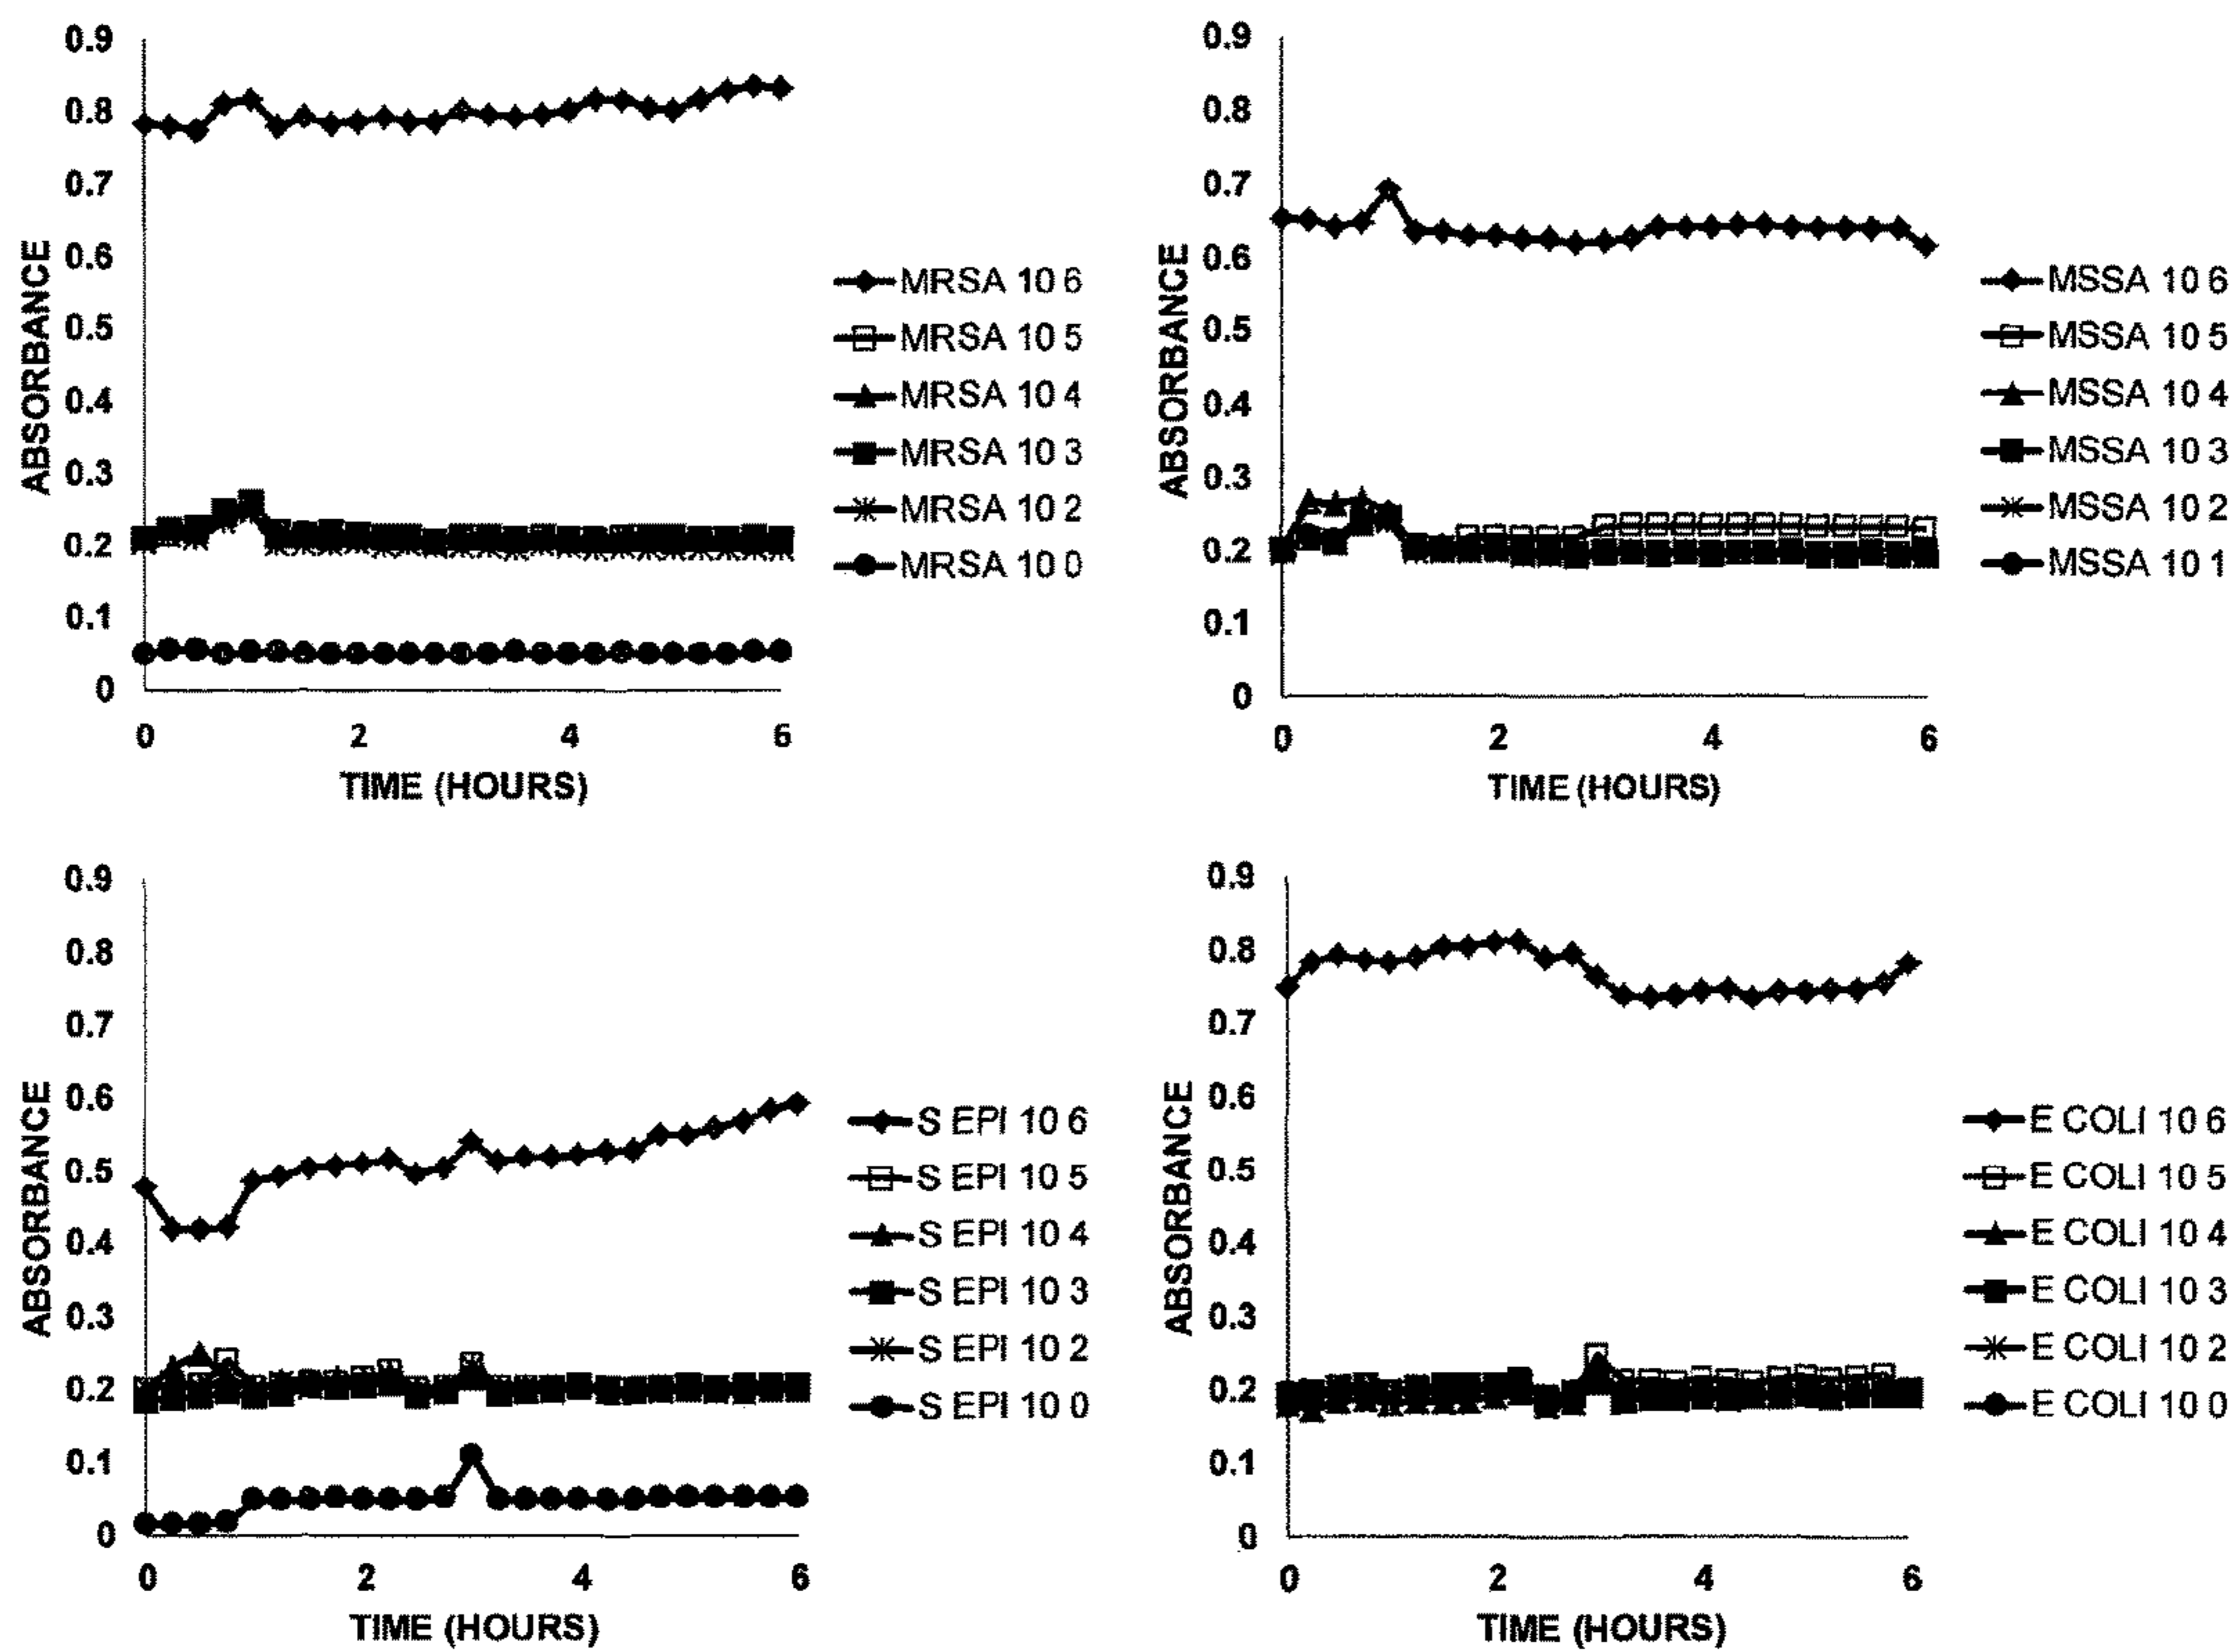 0.9
0.8
0.7
0.6
0.5
0.4
0.3
0.2
0.1
0
ABSORBANCE
0 2 4 6
TIME (HOURS)
MRSA 10 6
MRSA 10 5
MRSA 10 4
MRSA 10 3
MRSA 10 2
MRSA 10 0
0.9
0.8
0.7
0.6
0.5
0.4
0.3
0.2
0.1
0
ABSORBANCE
0 2 4 6
TIME (HOURS)
MSSA 10 6
MSSA 10 5
MSSA 10 4
MSSA 10 3
MSSA 10 2
MSSA 10 1
0.9
0.8
0.7
0.6
0.5
0.4
0.3
0.2
0.1
0
ABSORBANCE
0 2 4 6
TIME (HOURS)
S EPI 10 6
S EPI 10 5
S EPI 10 4
S EPI 10 3
S EPI 10 2
S EPI 10 0
0.9
0.8
0.7
0.6
0.5
0.4
0.3
0.2
0.1
0
ABSORBANCE
0 2 4 6
TIME (HOURS)
E COLI 10 6
E COLI 10 5
E COLI 10 4
E COLI 10 3
E COLI 10 2
E COLI 10 0